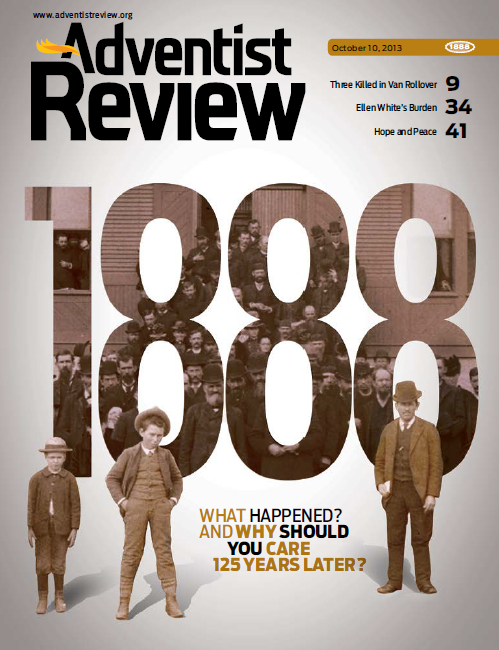 www.adventistreview.org
Adventist
Review
October 10, 2013
1888
Three Killed in Van Rollover 9
Ellen White's Burden 34
Hope and Peace 41
1888
WHAT HAPPENED?
AND WHY SHOULD
YOU CARE
125 YEARS LATER?